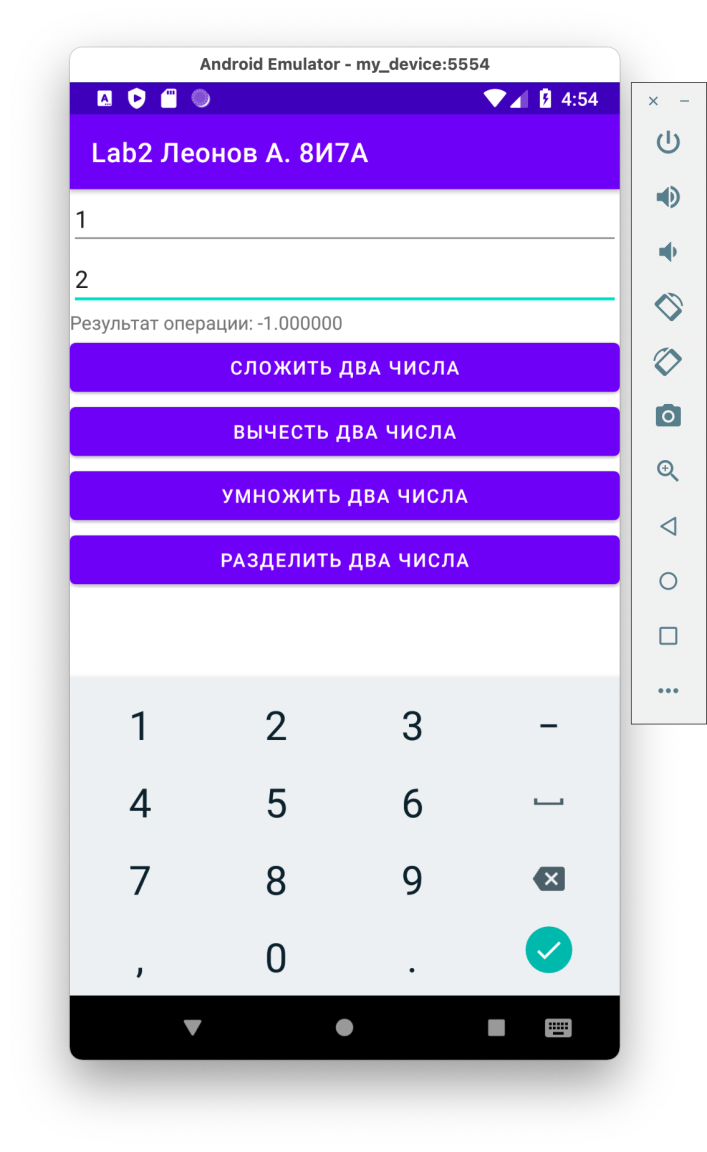 Android Emulator - my_device:5554
A 4:54
Lab2 Леонов А. 8И7А
1
2
Результат операции: -1.000000
СЛОЖИТЬ ДВА ЧИСЛА
ВЫЧЕСТЬ ДВА ЧИСЛА
УМНОЖИТЬ ДВА ЧИСЛА
РАЗДЕЛИТЬ ДВА ЧИСЛА
1 2 3 –
4 5 6
7 8 9
, 0 .